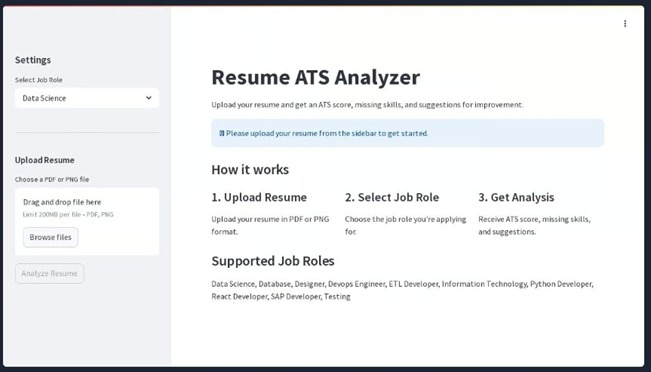 Settings
Select Job Role
Data Science
Upload Resume
Choose a PDF or PNG file
Drag and drop file here
Limit 200MB per file • PDF, PNG
Browse files
Analyze Resume
Resume ATS Analyzer
Upload your resume and get an ATS score, missing skills, and suggestions for improvement.
Please upload your resume from the sidebar to get started.
How it works
1. Upload Resume
Upload your resume in PDF or PNG
format.
2. Select Job Role
Choose the job role you're applying
for.
3. Get Analysis
Receive ATS score, missing skills,
and suggestions.
Supported Job Roles
Data Science, Database, Designer, Devops Engineer, ETL Developer, Information Technology, Python Developer,
React Developer, SAP Developer, Testing